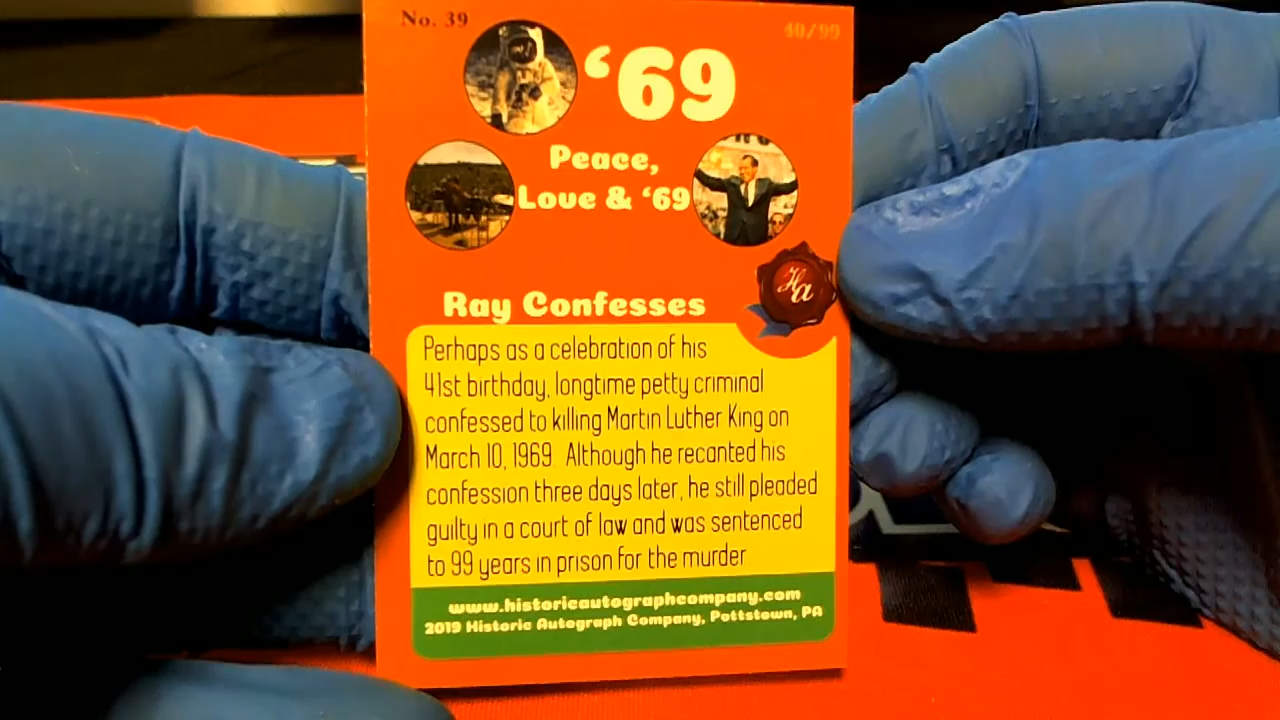 No. 39
40/99
‘69
Peace,
Love & ‘69
Ha
Ray Confesses
Perhaps as a celebration of his
41st birthday, longtime petty criminal
confessed to killing Martin Luther King on
March 10, 1969. Although he recanted his
confession three days later, he still pleaded
guilty in a court of law and was sentenced
to 99 years in prison for the murder
www.historicautographcompany.com
2019 Historic Autograph Company, Pottstown, PA